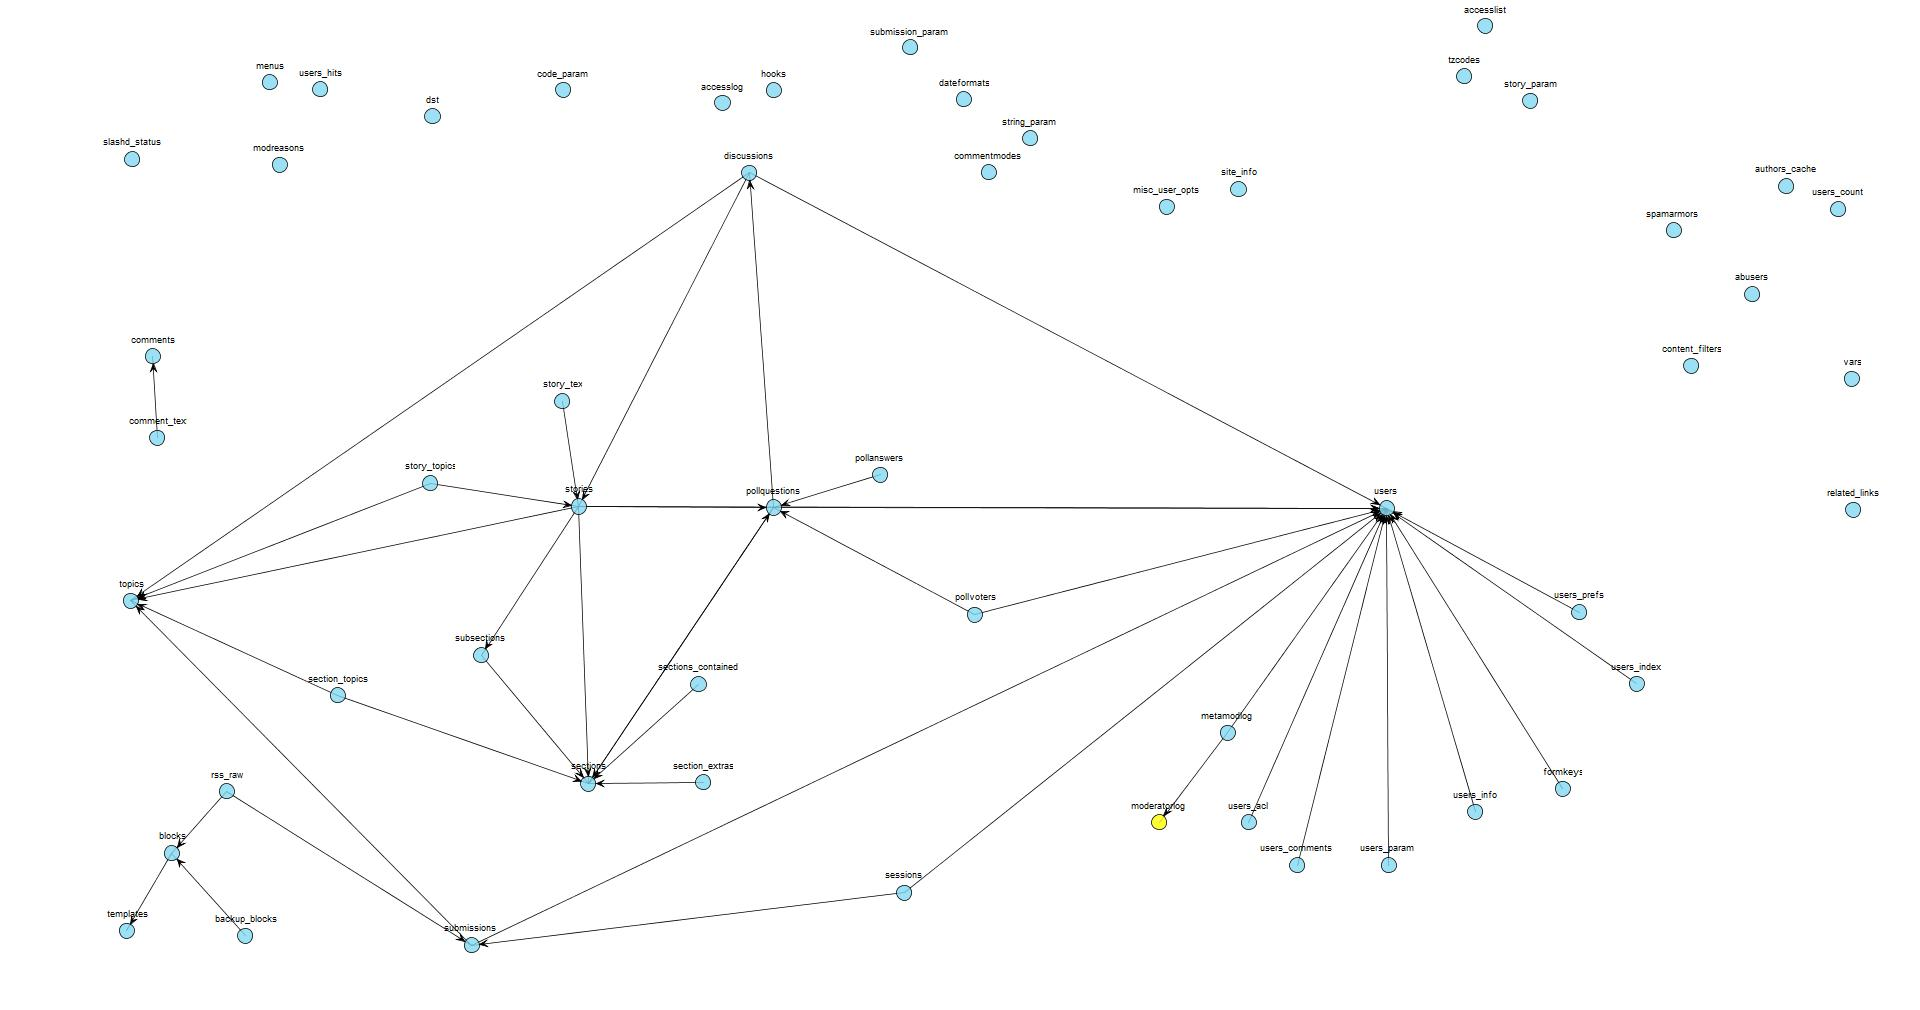 accesslist
submission_param
tzcodes
menus
users_hits
code_param
hooks
accesslog
dateformats
story_param
dst
string_param
slashd_status
modreasons
discussions
commentmodes
authors_cache
site_info
misc_user_opts
users_count
spamarmors
abusers
comments
content_filters
vars
story_tex
comment_tex
pollanswers
story_topics
stories
pollquestions
users
related_links
topics
pollvoters
users_prefs
subsections
sections_contained
users_index
section_topics
metamodlog
sections
section_extras
rss_raw
formkeys
users_info
moderatorlog
users_acl
blocks
users_comments
users_param
sessions
templates
backup_blocks
submissions